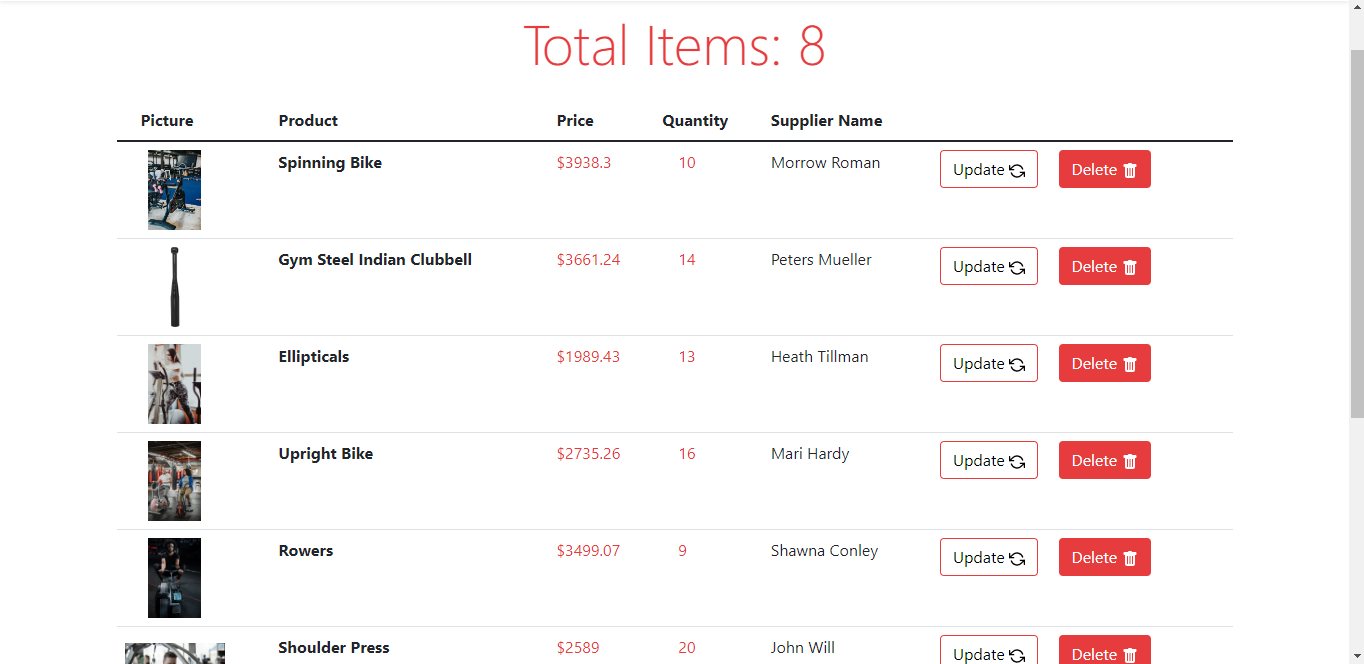 Total Items: 8
Picture Product Price Quantity Supplier Name
Spinning Bike $3938.3 10 Morrow Roman Update Delete
Gym Steel Indian Clubbell $3661.24 14 Peters Mueller Update Delete
Ellipticals $1989.43 13 Heath Tillman Update Delete
Upright Bike $2735.26 16 Mari Hardy Update Delete
Rowers $3499.07 9 Shawna Conley Update Delete
Shoulder Press $2589 20 John Will Update Delete